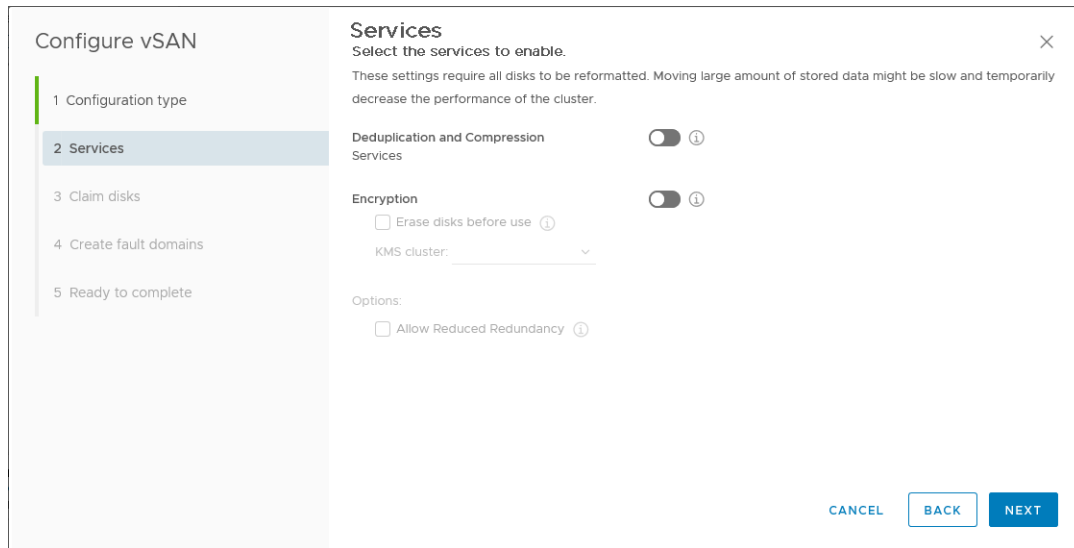 Configure vSAN
1 Configuration type
2 Services
3 Claim disks
4 Create fault domains
5 Ready to complete
Services
Select the services to enable.
These settings require all disks to be reformatted. Moving large amount of stored data might be slow and temporarily
decrease the performance of the cluster.
Deduplication and Compression
Services
Encryption
Erase disks before use
KMS cluster:
Options:
Allow Reduced Redundancy
CANCEL
BACK
NEXT